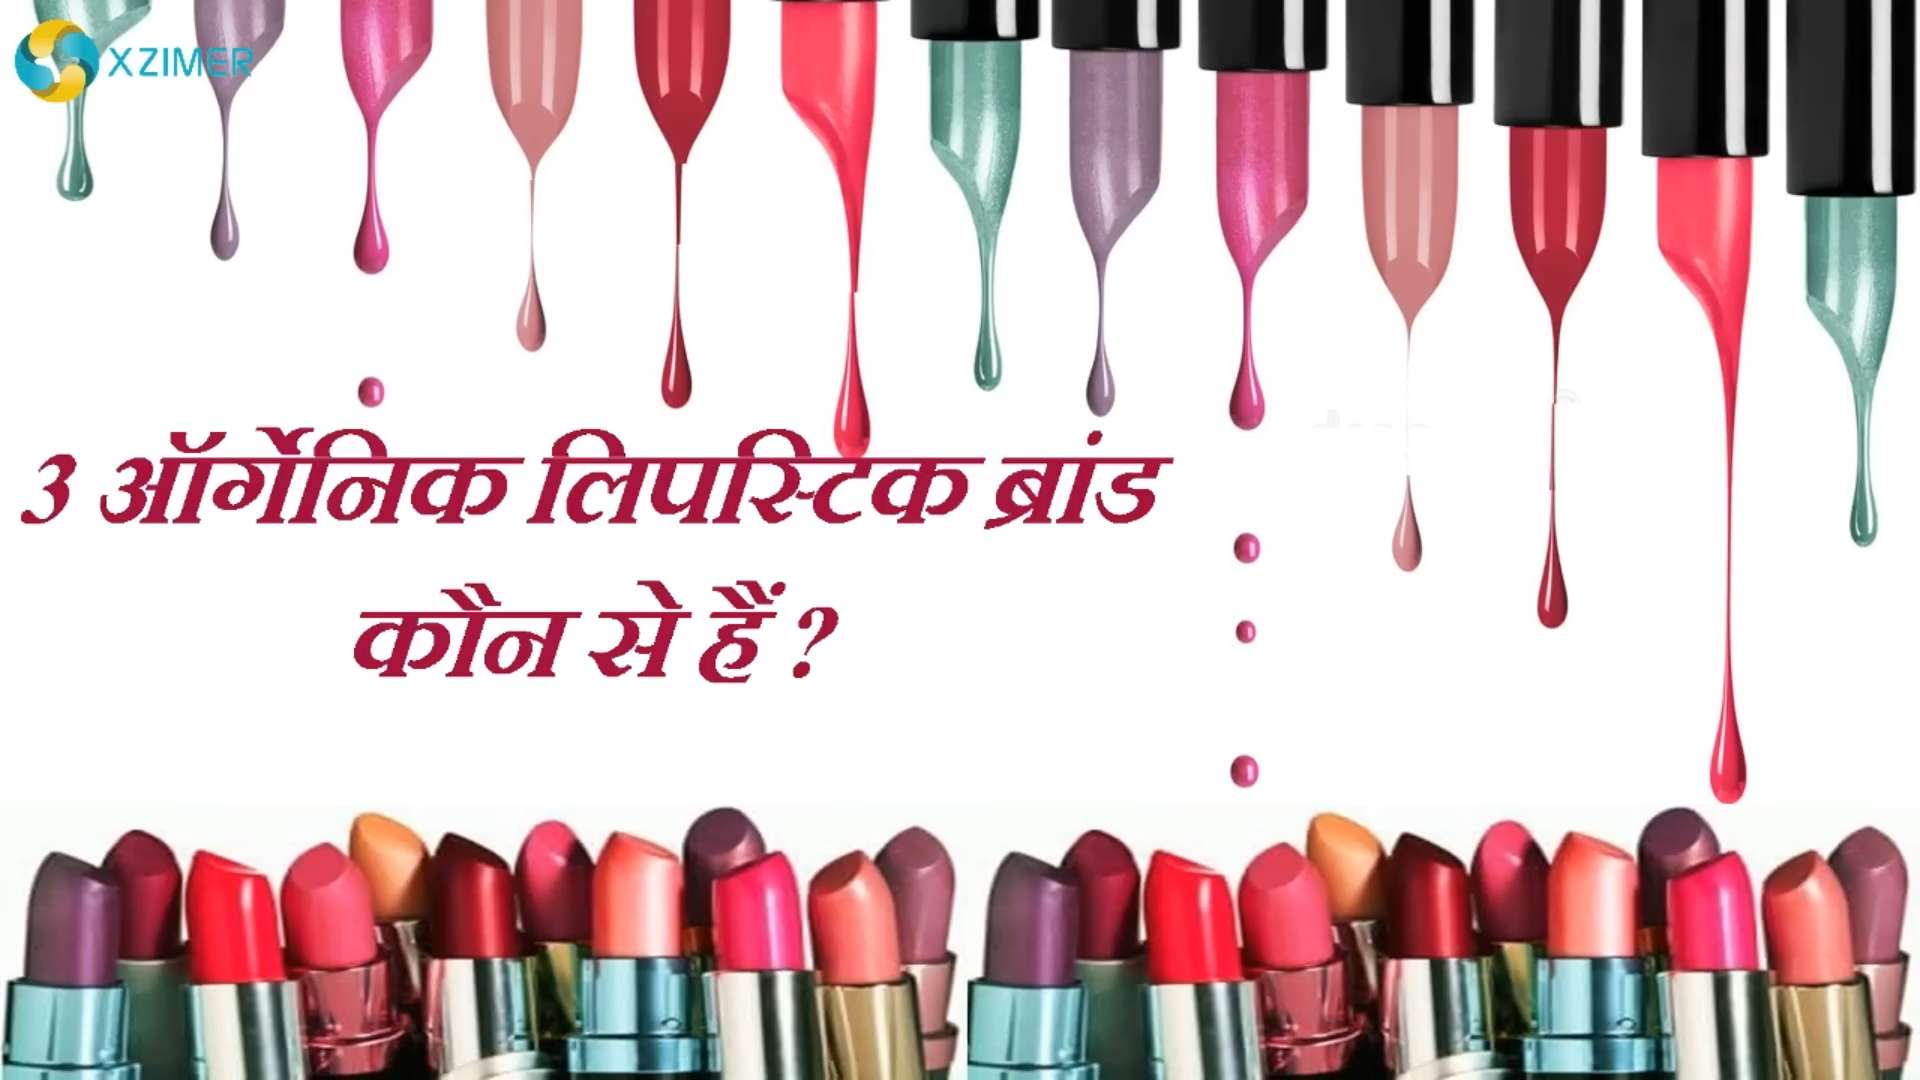 XZIMER
3 ऑर्गेनिक लिपस्टिक ब्रांड
कौन से हैं ?